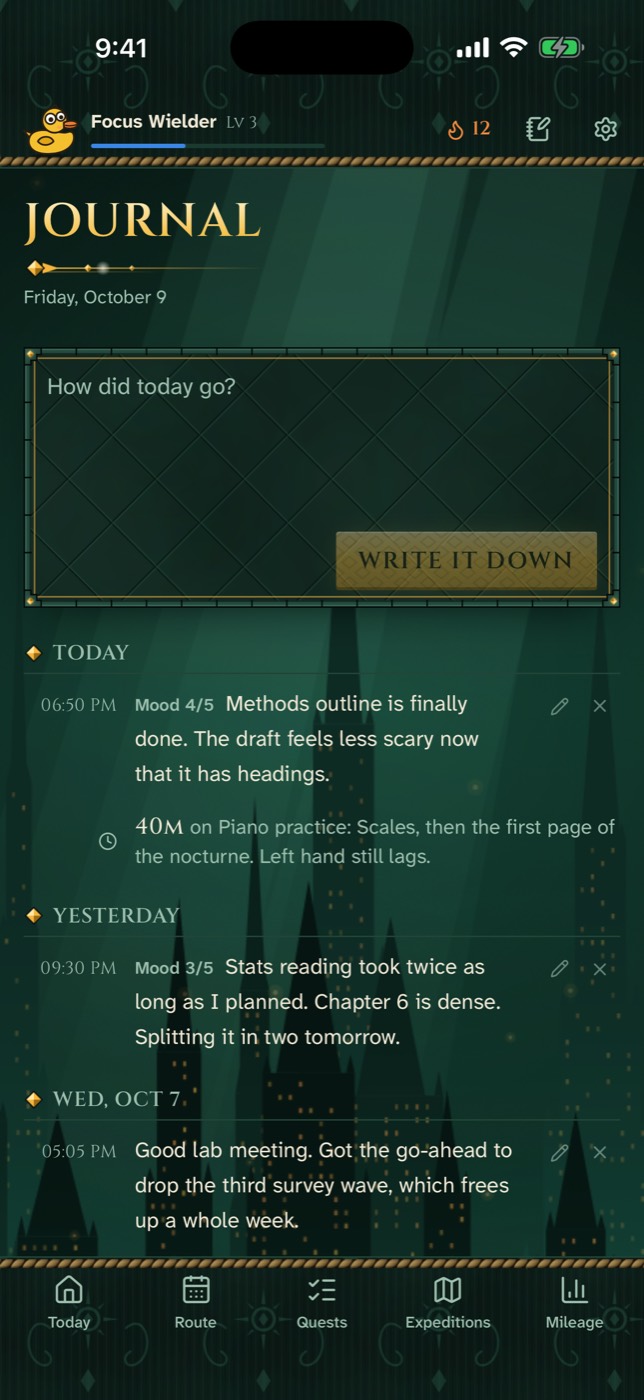 9:41
Focus Wielder Lv 3
12
JOURNAL
Friday, October 9
How did today go?
WRITE IT DOWN
TODAY
06:50 PM Mood 4/5 Methods outline is finally
done. The draft feels less scary now
that it has headings.
40M on Piano practice: Scales, then the first page of
the nocturne. Left hand still lags.
YESTERDAY
09:30 PM Mood 3/5 Stats reading took twice as
long as I planned. Chapter 6 is dense.
Splitting it in two tomorrow.
WED, OCT 7
05:05 PM Good lab meeting. Got the go-ahead to
drop the third survey wave, which frees
up a whole week.
Today Route Quests Expeditions Mileage